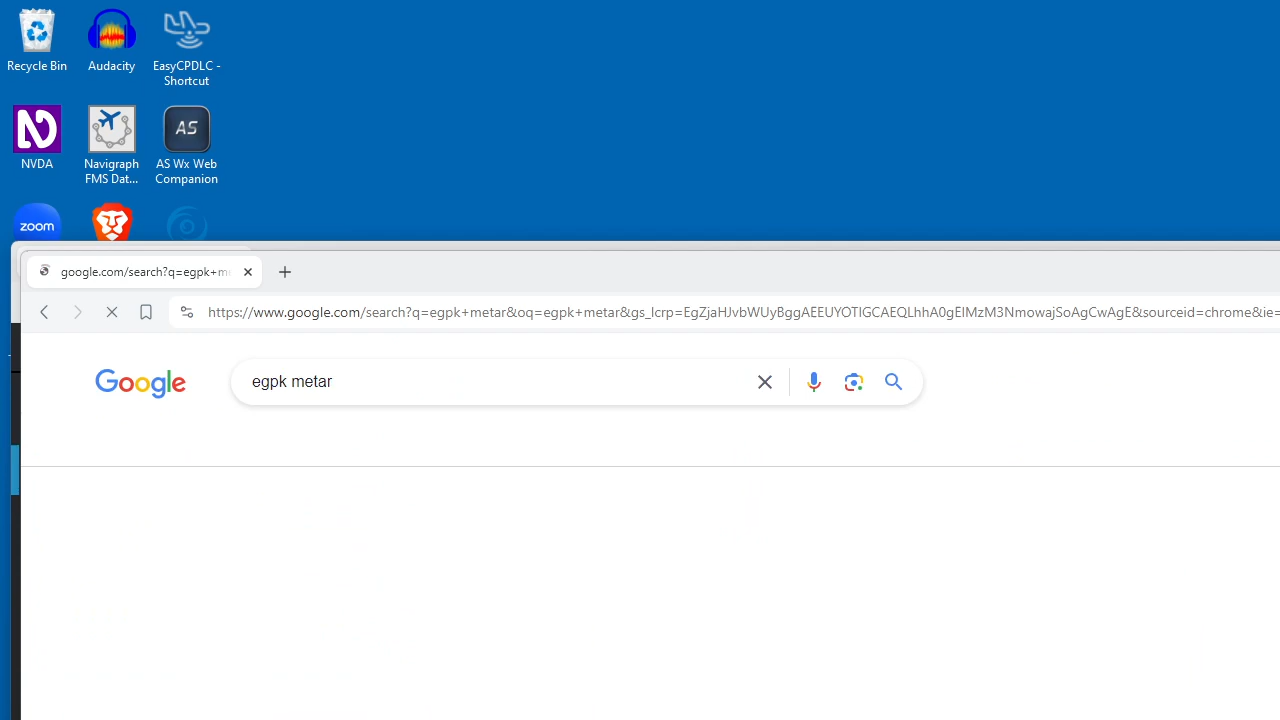 Recycle Bin
Audacity
EasyCPDLC - Shortcut
NVDA
Navigraph FMS Dat...
AS
AS Wx Web Companion
zoom
google.com/search?q=egpk+m
https://www.google.com/search?q=egpk+metar&oq=egpk+metar&gs_lcrp=EgZjaHJvbWUyBggAEEUYOTIGCAEQLhhA0gEIMzM3NmowajSoAgCwAgE&sourceid=chrome&ie=
Google
egpk metar